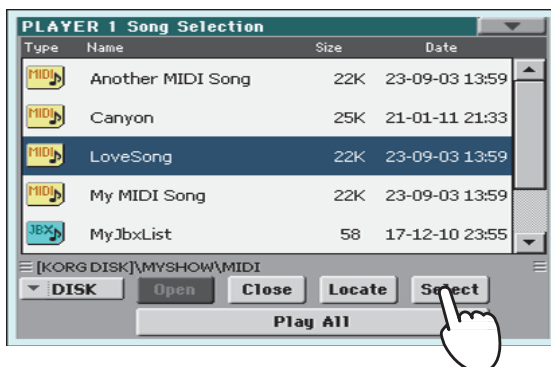 PLAYER 1 Song Selection
Type Name Size Date
MIDI Another MIDI Song 22K 23-09-03 13:59
MIDI Canyon 25K 21-01-11 21:33
MIDI LoveSong 22K 23-09-03 13:59
MIDI My MIDI Song 22K 23-09-03 13:59
JBX MyJbxList 58 17-12-10 23:55
[KORG DISK]\MYSHOW\MIDI
DISK Open Close Locate Select
Play All